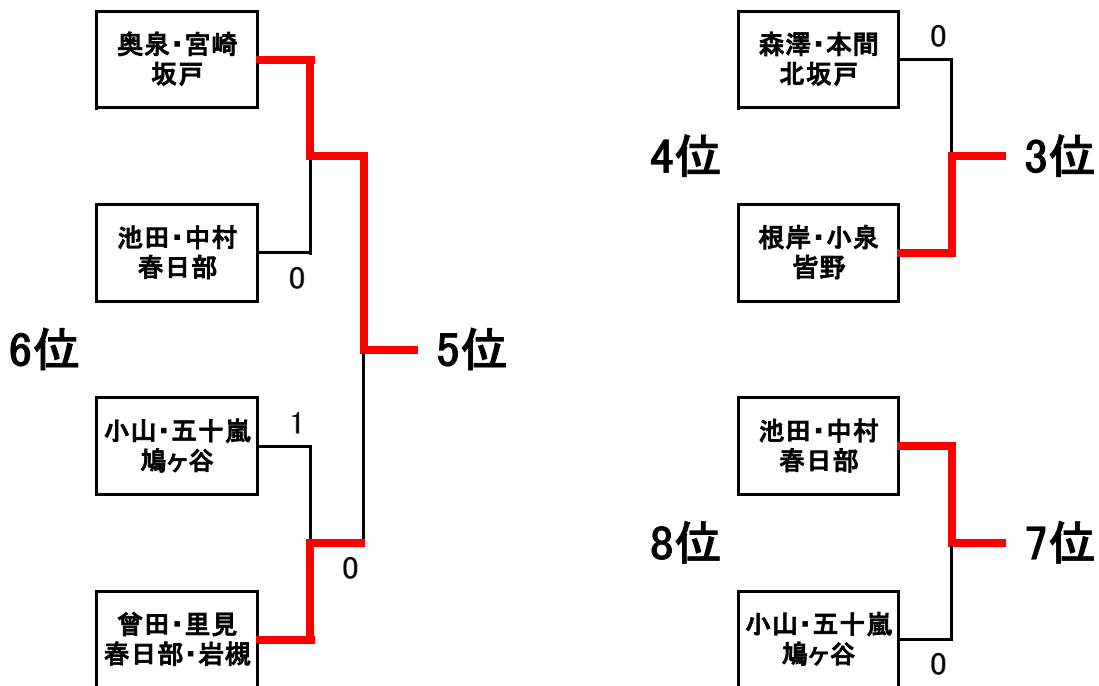 奥泉・宮崎
坂戸
池田・中村
春日部
0
6位
5位
小山・五十嵐
鳩ヶ谷
1
曾田・里見
春日部・岩槻
0
森澤・本間
北坂戸
0
4位
3位
根岸・小泉
皆野
池田・中村
春日部
8位
7位
小山・五十嵐
鳩ヶ谷
0